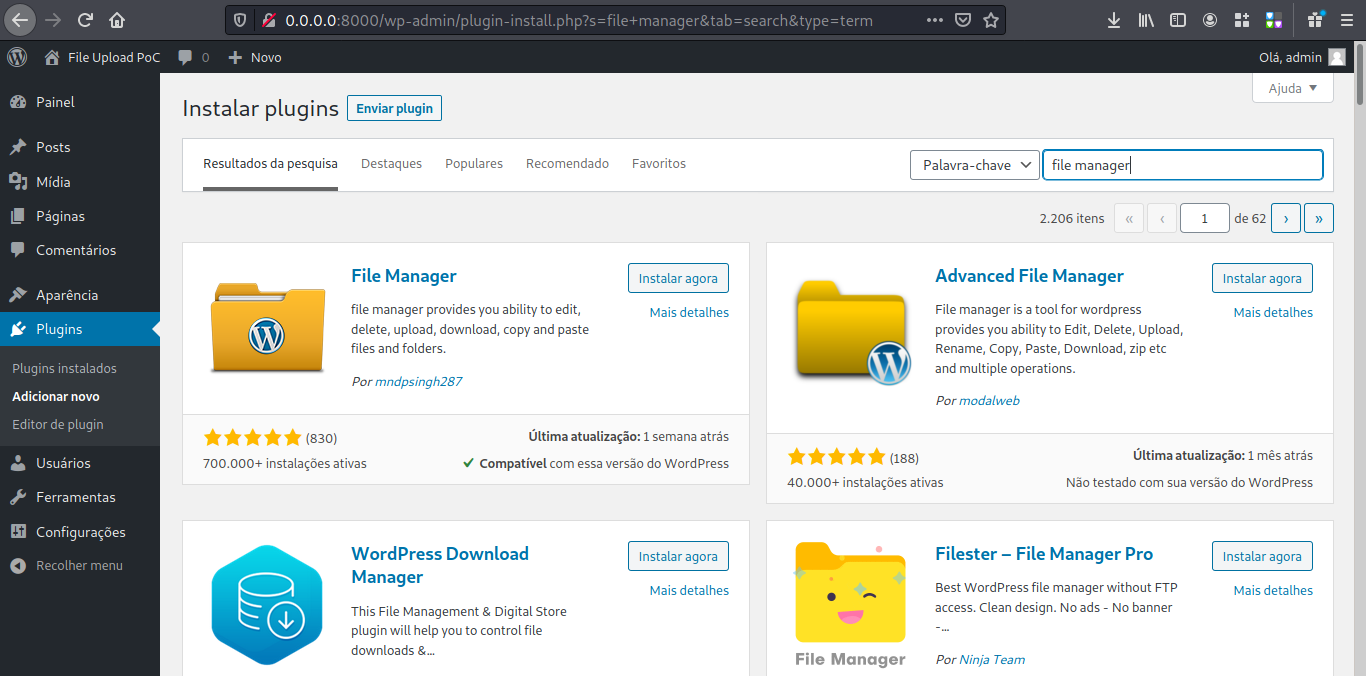 0.0.0.0:8000/wp-admin/plugin-install.php?s=file+manager&tab=search&type=term
File Upload PoC
0
Novo
Olá, admin
Painel
Posts
Mídia
Páginas
Comentários
Aparência
Plugins
Plugins instalados
Adicionar novo
Editor de plugin
Usuários
Ferramentas
Configurações
Recolher menu
Ajuda
Instalar plugins
Enviar plugin
Resultados da pesquisa
Destaques
Populares
Recomendado
Favoritos
Palavra-chave
file manager
2.206 itens
«
‹
1
de 62
›
»
File Manager
Instalar agora
Mais detalhes
file manager provides you ability to edit,
delete, upload, download, copy and paste
files and folders.
Por mndpsingh287
(830)
Última atualização: 1 semana atrás
700.000+ instalações ativas
Compatível com essa versão do WordPress
Advanced File Manager
Instalar agora
Mais detalhes
File manager is a tool for wordpress
provides you ability to Edit, Delete, Upload,
Rename, Copy, Paste, Download, zip etc
and multiple operations.
Por modalweb
(188)
Última atualização: 1 mês atrás
40.000+ instalações ativas
Não testado com sua versão do WordPress
WordPress Download
Manager
Instalar agora
Mais detalhes
This File Management & Digital Store
plugin will help you to control file
downloads &...
File Manager
Filester – File Manager Pro
Instalar agora
Mais detalhes
Best WordPress file manager without FTP
access. Clean design. No ads - No banner
-...
Por Ninja Team